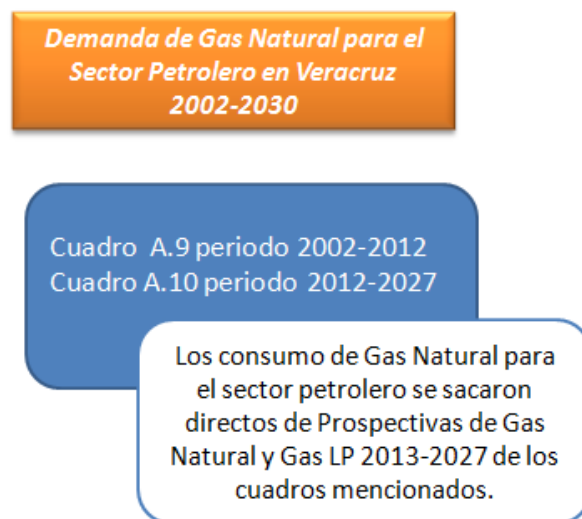 Demanda de Gas Natural para el
Sector Petrolero en Veracruz
2002-2030
Cuadro A.9 periodo 2002-2012
Cuadro A.10 periodo 2012-2027
Los consumo de Gas Natural para
el sector petrolero se sacaron
directos de Prospectivas de Gas
Natural y Gas LP 2013-2027 de los
cuadros mencionados.